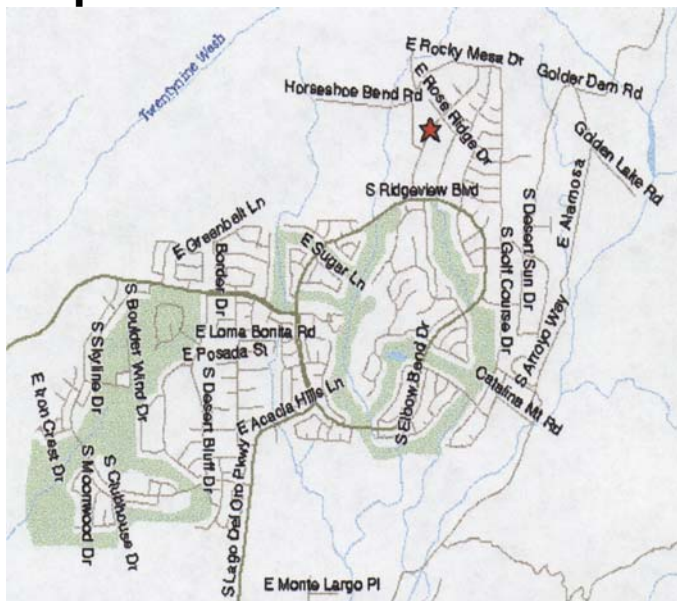 E Rocky Mesa Dr
Golder Dam Rd
Twentynine Wash
Horseshoe Bend Rd
E Rose Ridge Dr
Golden Lake Rd
S Ridgeview Blvd
E Alamosa
S Desert Sun Dr
E Greenbelt Ln
E Sugar Ln
S Golf Course Dr
Border Dr
S Boulder Wind Dr
E Loma Bonita Rd
S Arroyo Way
E Posada St
S Skyline Dr
S Elbow Bend Dr
Catalina Mt Rd
E Iron Crest Dr
S Desert Bluff Dr
E Acacia Hills Ln
S Moonwood Dr
S Clubhouse Dr
S Lago Del Oro Pkwy
E Monte Largo Pl